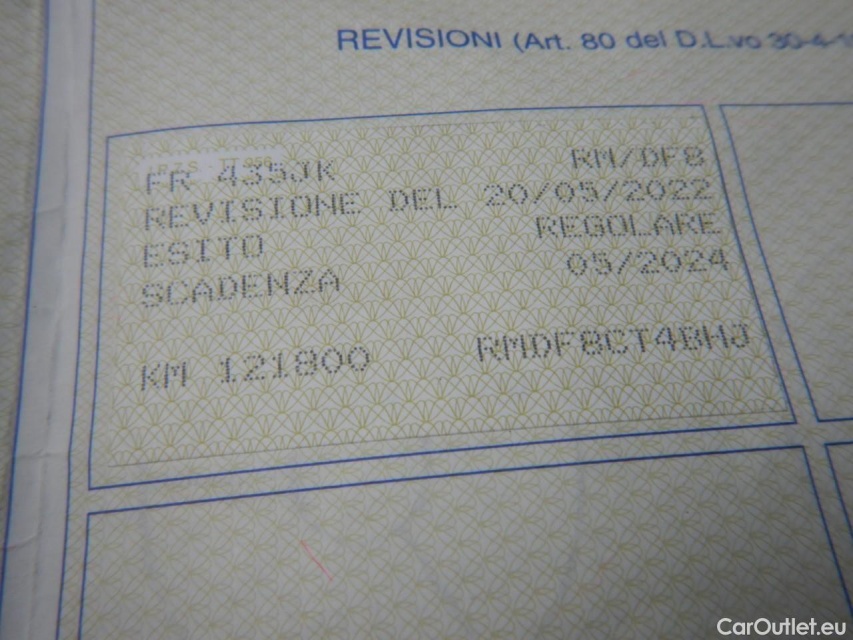 REVISIONI (Art. 80 del D.L.vo 30-4-1
FR 435JK RM/DF8
REVISIONE DEL 20/05/2022
ESITO REGOLARE
SCADENZA 05/2024
KM 121800 RMDF8CT4BHJ
CarOutlet.eu